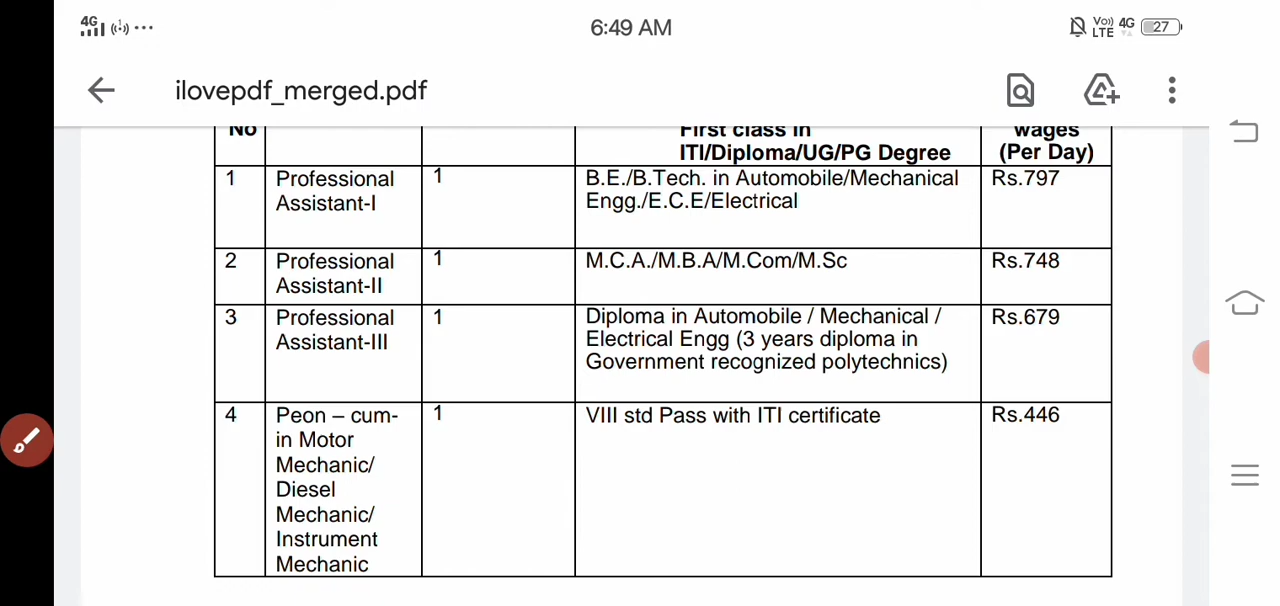 4G
6:49 AM
Vo)) 4G
LTE
27
ilovepdf_merged.pdf
No
First class in
wages
ITI/Diploma/UG/PG Degree
(Per Day)
1
Professional
Assistant-I
1
B.E./B.Tech. in Automobile/Mechanical
Engg./E.C.E/Electrical
Rs.797
2
Professional
Assistant-II
1
M.C.A./M.B.A/M.Com/M.Sc
Rs.748
3
Professional
Assistant-III
1
Diploma in Automobile / Mechanical /
Electrical Engg (3 years diploma in
Government recognized polytechnics)
Rs.679
4
Peon – cum-
in Motor
Mechanic/
Diesel
Mechanic/
Instrument
Mechanic
1
VIII std Pass with ITI certificate
Rs.446